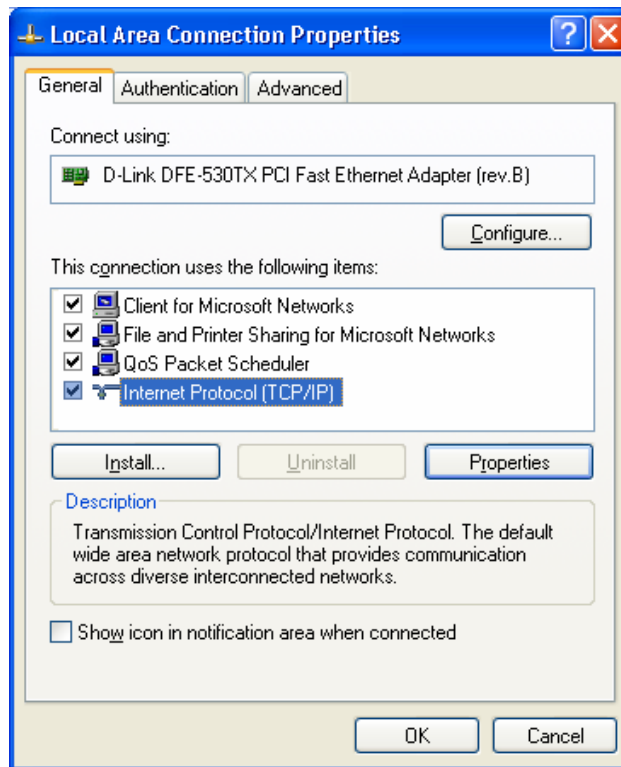 Local Area Connection Properties
?
General Authentication Advanced
Connect using:
D-Link DFE-530TX PCI Fast Ethernet Adapter (rev.B)
Configure...
This connection uses the following items:
Client for Microsoft Networks
File and Printer Sharing for Microsoft Networks
QoS Packet Scheduler
Internet Protocol (TCP/IP)
Install... Uninstall Properties
Description
Transmission Control Protocol/Internet Protocol. The default
wide area network protocol that provides communication
across diverse interconnected networks.
Show icon in notification area when connected
OK Cancel